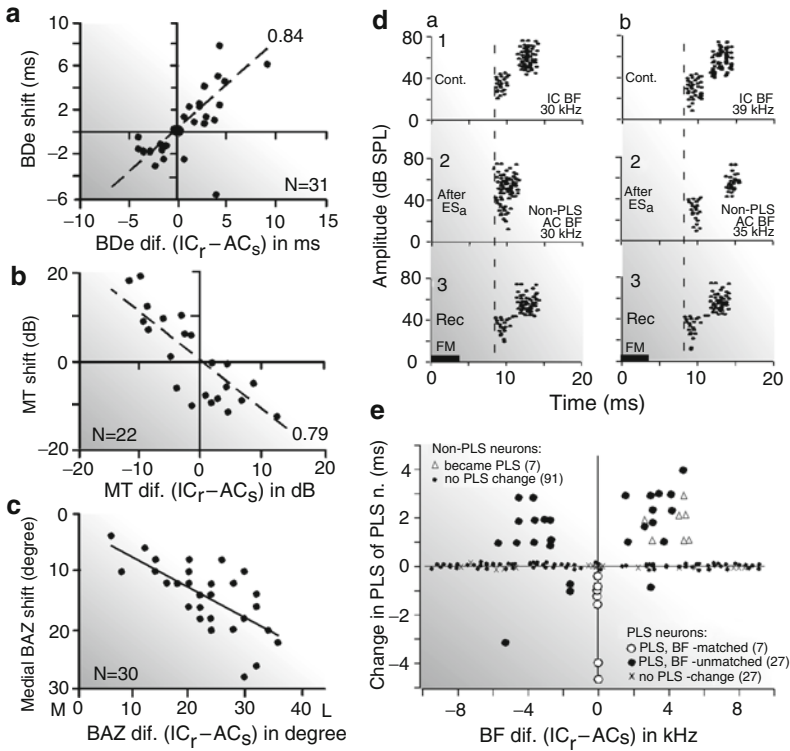 a
10
6
2
−2
−6
BDe shift (ms)
0.84
N=31
−10 −5 0 5 10 15
BDe dif. (ICr−ACs) in ms
b
20
0
−20
MT shift (dB)
N=22
0.79
−20 −10 0 10 20
MT dif. (ICr−ACs) in dB
c
0
10
20
30
Medial BAZ shift (degree)
N=30
M 0 10 20 30 40 L
BAZ dif. (ICr−ACs) in degree
d
a
b
Amplitude (dB SPL)
80
40
0
1
Cont.
IC BF
30 kHz
Cont.
IC BF
39 kHz
80
40
0
2
After
ESa
Non-PLS
AC BF
30 kHz
2
After
ESa
Non-PLS
AC BF
35 kHz
80
40
0
3
Rec
FM
3
Rec
FM
0 10 20
0 10 20
Time (ms)
e
Non-PLS neurons:
△ became PLS (7)
• no PLS change (91)
4
2
0
-2
-4
Change in PLS of PLS n. (ms)
PLS neurons:
○ PLS, BF -matched (7)
● PLS, BF -unmatched (27)
× no PLS -change (27)
−8 −4 0 4 8
BF dif. (ICr−ACs) in kHz